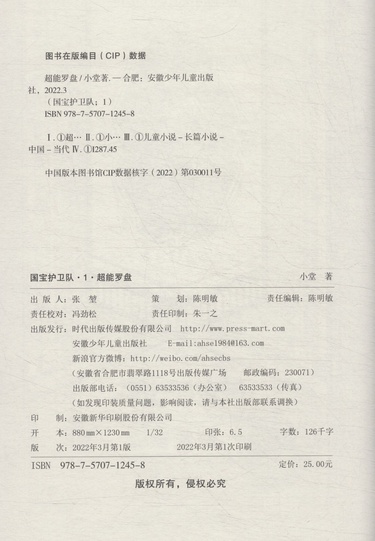 图书在版编目(CIP)数据
超能罗盘/小堂著.—合肥:安徽少年儿童出版
社,2022.3
(国宝护卫队;1)
ISBN 978-7-5707-1245-8
Ⅰ.①超… Ⅱ.①小… Ⅲ.①儿童小说-长篇小说-
中国-当代 Ⅳ.①I287.45
中国版本图书馆CIP数据核字(2022)第030011号
国宝护卫队·1·超能罗盘 小堂 著
出版人:张堃 策划:陈明敏 责任编辑:陈明敏
责任校对:冯劲松 责任印制:朱一之
出版发行:时代出版传媒股份有限公司 http://www.press-mart.com
安徽少年儿童出版社 E-mail:ahse1984@163.com
新浪官方微博:http://weibo.com/ahsecbs
(安徽省合肥市翡翠路1118号出版传媒广场 邮政编码:230071)
出版部电话:(0551)63533536(办公室) 63533533(传真)
(如发现印装质量问题,影响阅读,请与本社出版部联系调换)
印制:安徽新华印刷股份有限公司
开本:880mm×1230mm 1/32 印张:6.5 字数:126千字
版次:2022年3月第1版 2022年3月第1次印刷
ISBN 978-7-5707-1245-8 定价:25.00元
版权所有,侵权必究